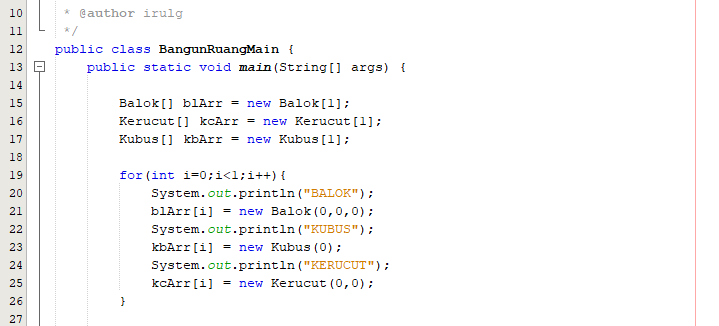 10 * @author irulg
11 */
12 public class BangunRuangMain {
13 public static void main(String[] args) {
14
15 Balok[] blArr = new Balok[1];
16 Kerucut[] kcArr = new Kerucut[1];
17 Kubus[] kbArr = new Kubus[1];
18
19 for(int i=0;i<1;i++){
20 System.out.println("BALOK");
21 blArr[i] = new Balok(0,0,0);
22 System.out.println("KUBUS");
23 kbArr[i] = new Kubus(0);
24 System.out.println("KERUCUT");
25 kcArr[i] = new Kerucut(0,0);
26 }
27